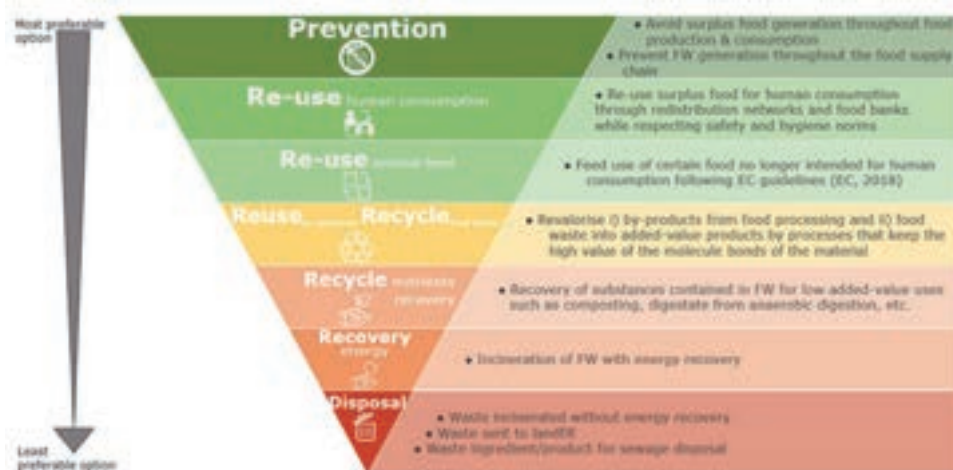 Most preferable
option
Prevention
• Avoid surplus food generation throughout food
production & consumption
• Prevent FW generation throughout the food supply
chain
Re-use human consumption
• Re-use surplus food for human consumption
through redistribution networks and food banks
while respecting safety and hygiene norms
Re-use animal feed
• Feed use of certain food no longer intended for human
consumption following EC guidelines (EC, 2018)
Reuse Recycle
• Revalorise i) by-products from food processing and ii) food
waste into added-value products by processes that keep the
high value of the molecule bonds of the material
Recycle nutrients
recovery
• Recovery of substances contained in FW for low added-value uses
such as composting, digestate from anaerobic digestion, etc.
Recovery
energy
• Incineration of FW with energy recovery
Disposal
• Waste incinerated without energy recovery
• Waste sent to landfill
• Waste ingredient/product for sewage disposal
Least
preferable option